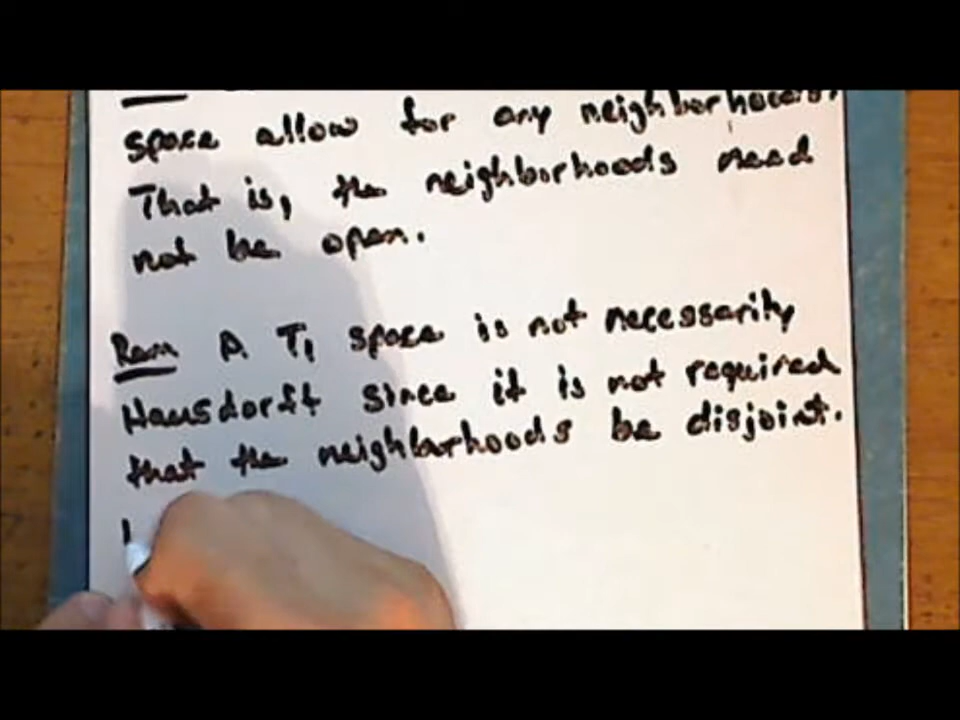 space allow for any neighborhoods.
That is, the neighborhoods need
not be open.
Rem A T1 space is not necessarily
Hausdorff since it is not required
that the neighborhoods be disjoint.